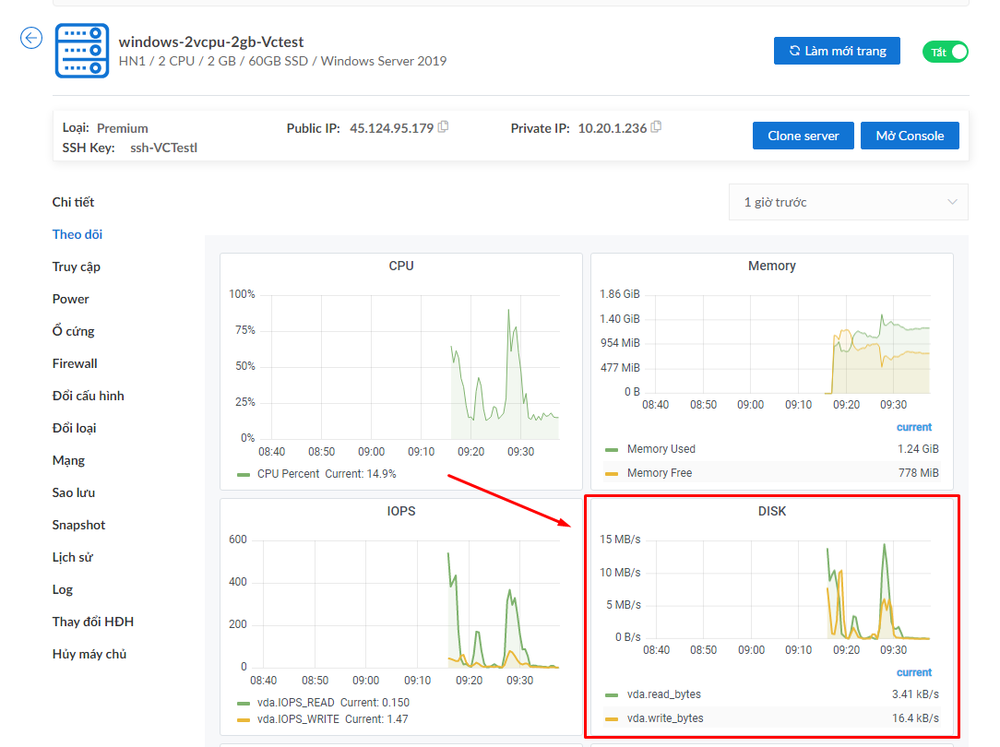 windows-2vcpu-2gb-Vctest
HN1 / 2 CPU / 2 GB / 60GB SSD / Windows Server 2019
Làm mới trang
Tắt
Loại: Premium
SSH Key: ssh-VCTestl
Public IP: 45.124.95.179
Private IP: 10.20.1.236
Clone server
Mở Console
Chi tiết
Theo dõi
Truy cập
Power
Ổ cứng
Firewall
Đổi cấu hình
Đổi loại
Mạng
Sao lưu
Snapshot
Lịch sử
Log
Thay đổi HĐH
Hủy máy chủ
1 giờ trước
CPU
100%
75%
50%
25%
0%
08:40 08:50 09:00 09:10 09:20 09:30
CPU Percent Current: 14.9%
Memory
1.86 GiB
1.40 GiB
954 MiB
477 MiB
0 B
08:40 08:50 09:00 09:10 09:20 09:30
current
Memory Used 1.24 GiB
Memory Free 778 MiB
IOPS
600
400
200
0
08:40 08:50 09:00 09:10 09:20 09:30
vda.IOPS_READ Current: 0.150
vda.IOPS_WRITE Current: 1.47
DISK
15 MB/s
10 MB/s
5 MB/s
0 B/s
08:40 08:50 09:00 09:10 09:20 09:30
current
vda.read_bytes 3.41 kB/s
vda.write_bytes 16.4 kB/s